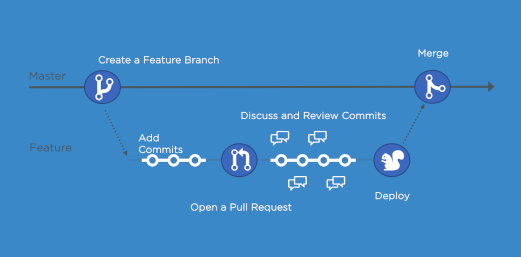 Create a Feature Branch
Merge
Master
Discuss and Review Commits
Add
Commits
Feature
Deploy
Open a Pull Request